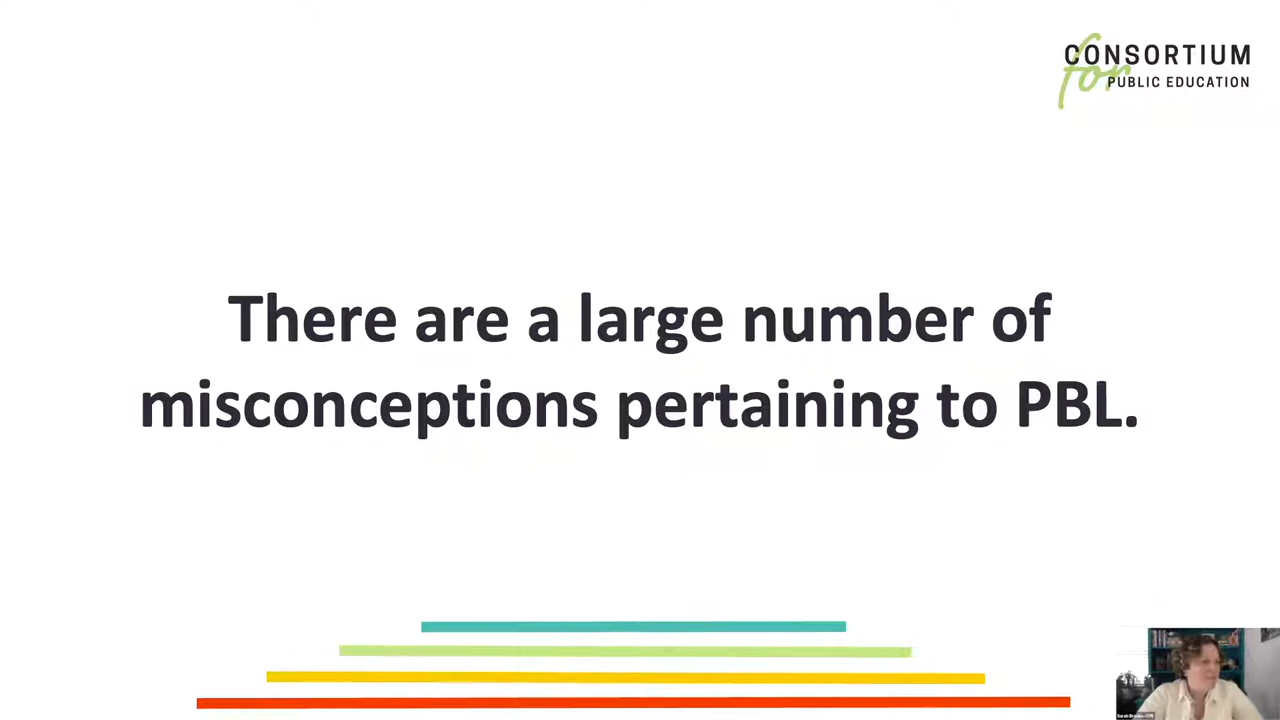 CONSORTIUM
for PUBLIC EDUCATION
There are a large number of
misconceptions pertaining to PBL.